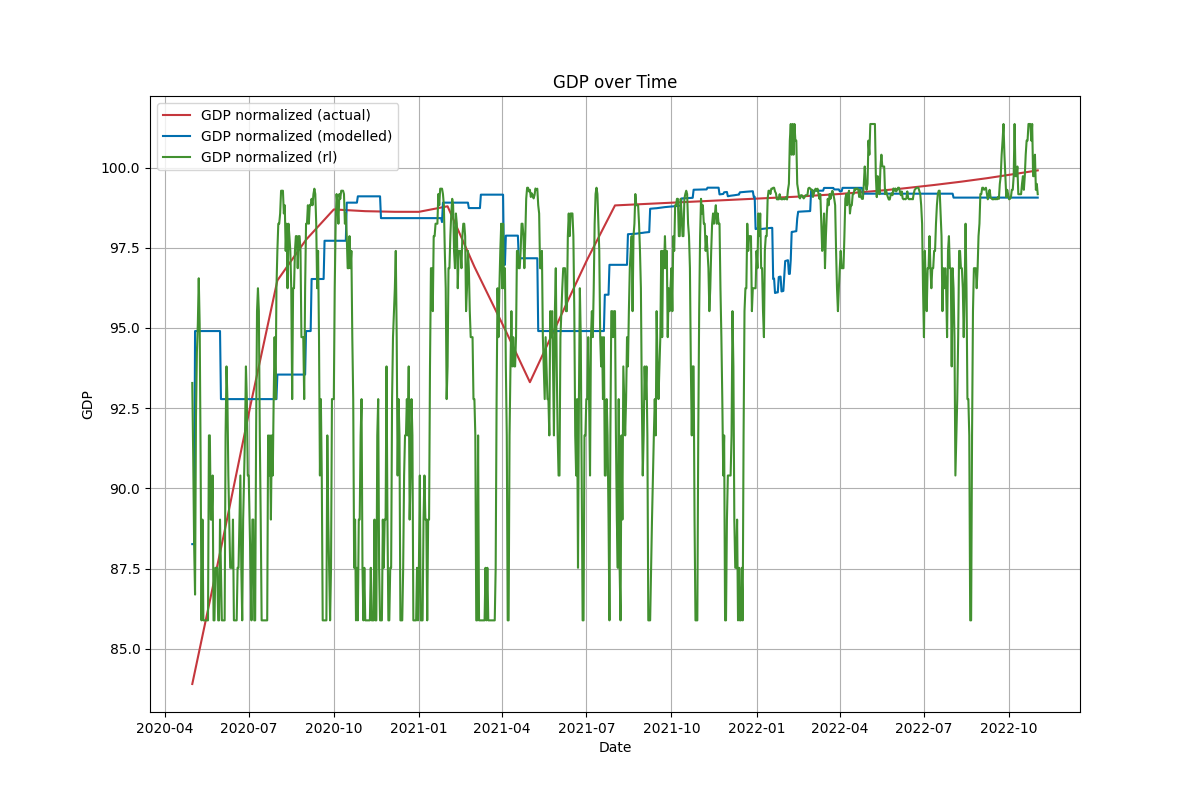 GDP over Time
GDP normalized (actual)
GDP normalized (modelled)
GDP normalized (rl)
GDP
100.0
97.5
95.0
92.5
90.0
87.5
85.0
2020-04 2020-07 2020-10 2021-01 2021-04 2021-07 2021-10 2022-01 2022-04 2022-07 2022-10
Date